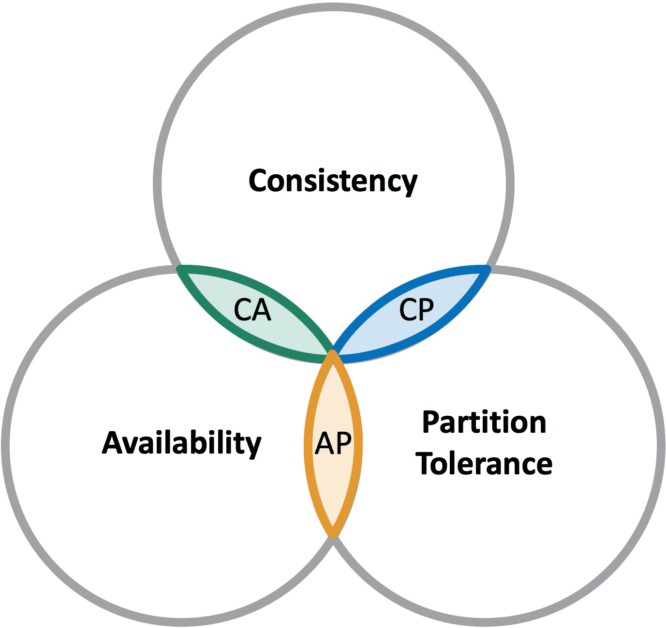 Consistency
CA
CP
Availability
AP
Partition
Tolerance